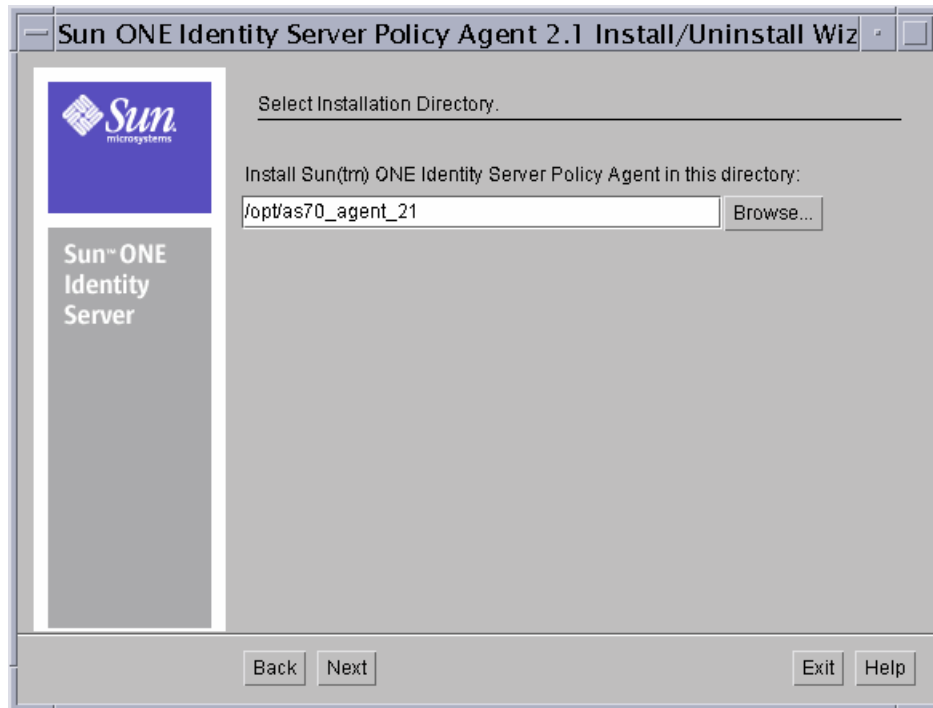 Sun ONE Identity Server Policy Agent 2.1 Install/Uninstall Wiz
Sun
microsystems
Sun™ ONE
Identity
Server
Select Installation Directory.
Install Sun(tm) ONE Identity Server Policy Agent in this directory:
/opt/as70_agent_21
Browse...
Back Next Exit Help